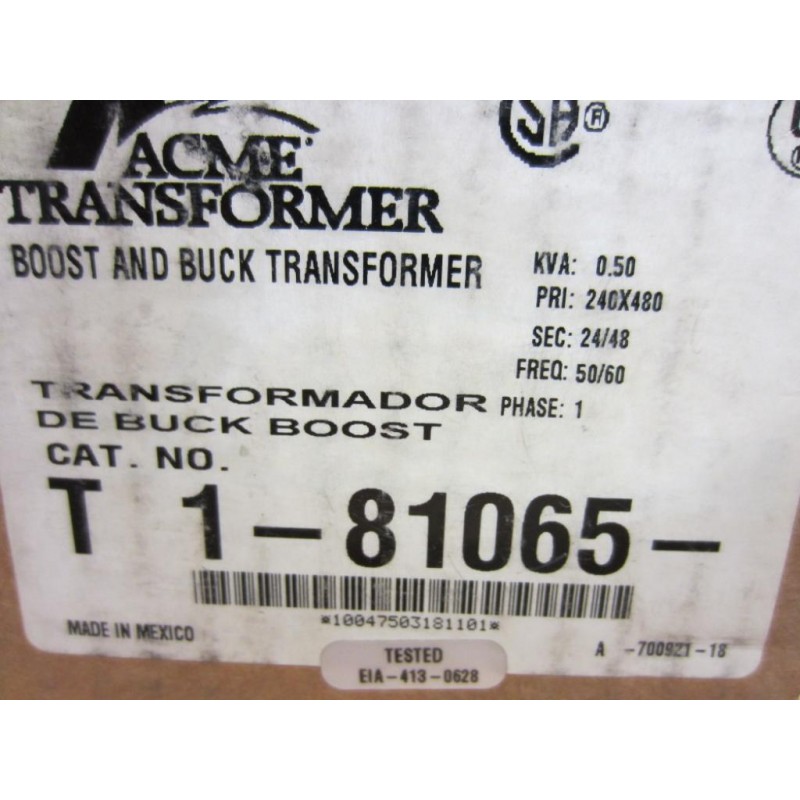 ACME
TRANSFORMER
BOOST AND BUCK TRANSFORMER
KVA: 0.50
PRI: 240X480
SEC: 24/48
FREQ: 50/60
TRANSFORMADOR PHASE: 1
DE BUCK BOOST
CAT. NO.
T 1-81065-
*10047503181101*
MADE IN MEXICO
A -700921-18
TESTED
EIA-413-0628